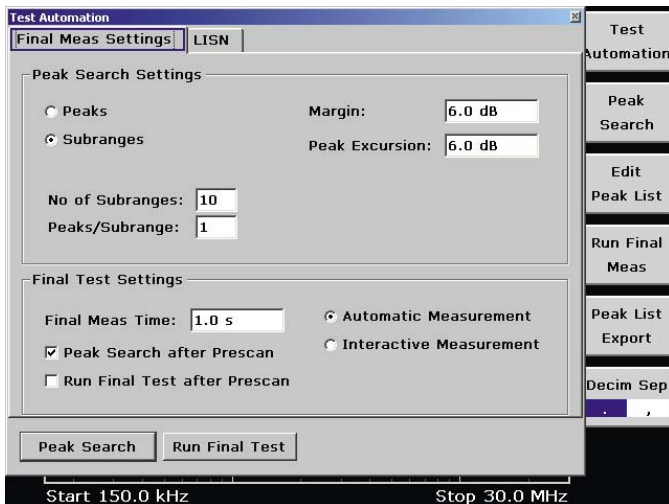 Test Automation
Final Meas Settings
LISN
Peak Search Settings
Peaks
Subranges
Margin: 6.0 dB
Peak Excursion: 6.0 dB
No of Subranges: 10
Peaks/Subrange: 1
Final Test Settings
Final Meas Time: 1.0 s
Peak Search after Prescan
Run Final Test after Prescan
Automatic Measurement
Interactive Measurement
Peak Search
Run Final Test
Start 150.0 kHz
Stop 30.0 MHz
Test
Automation
Peak
Search
Edit
Peak List
Run Final
Meas
Peak List
Export
Decim Sep
. ,